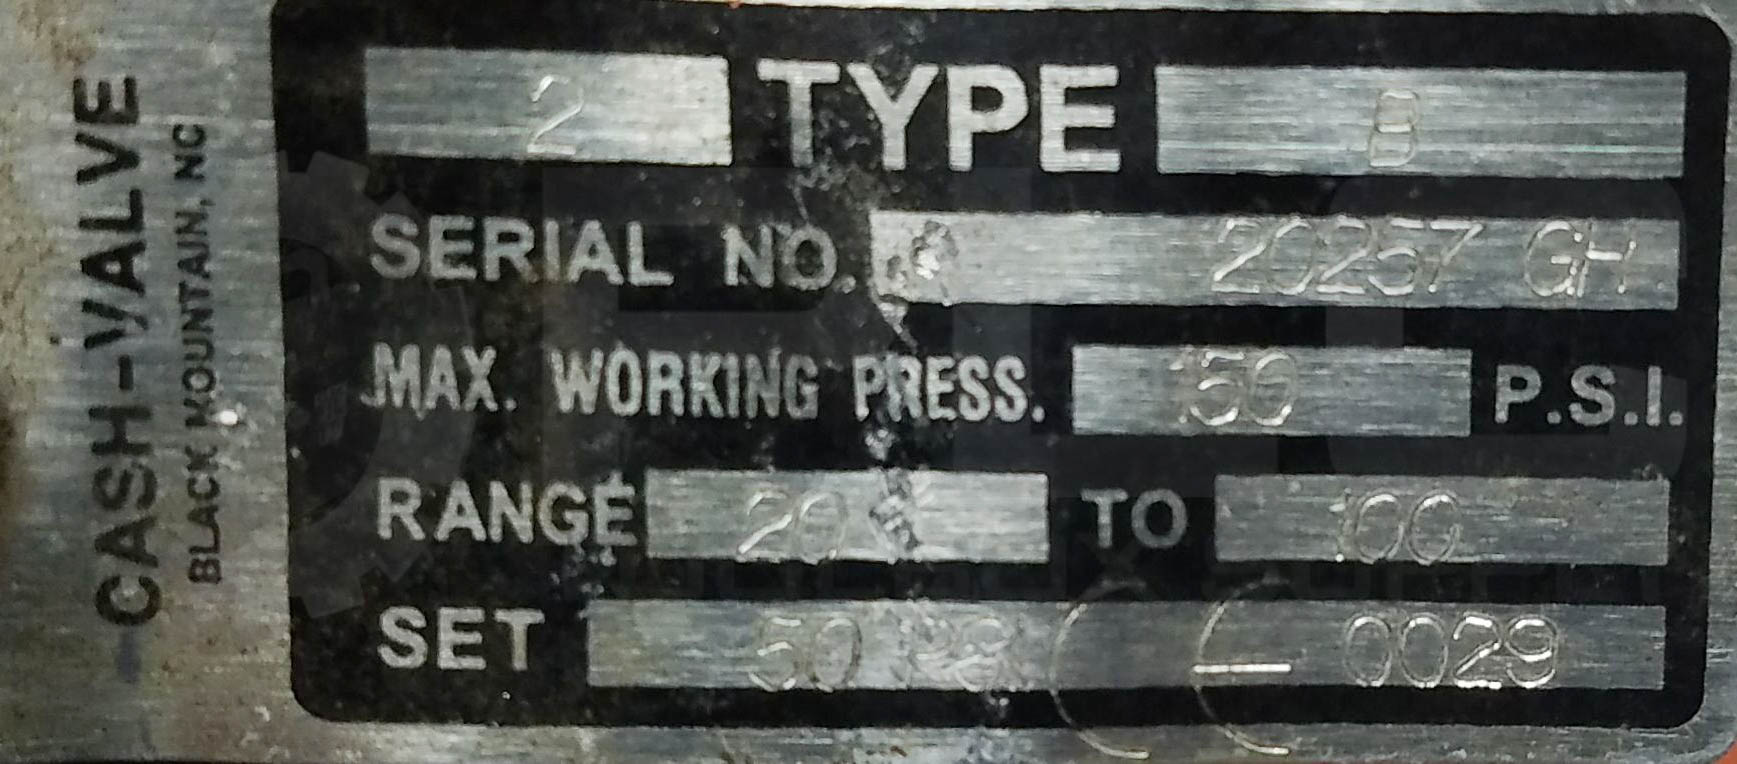 CASH-VALVE
BLACK MOUNTAIN, NC
2 TYPE B
SERIAL NO. 20257 GH
MAX. WORKING PRESS. 150 P.S.I.
RANGE 20 TO 100
SET 50 CE 0029